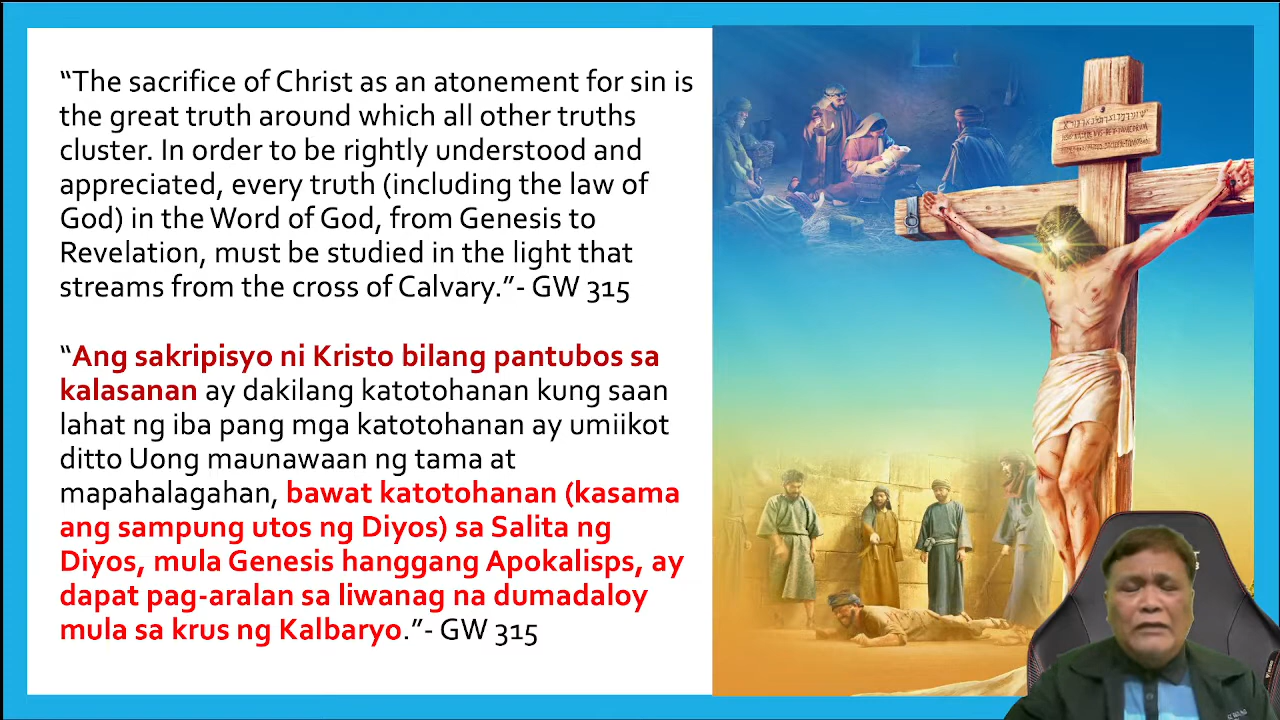 “The sacrifice of Christ as an atonement for sin is
the great truth around which all other truths
cluster. In order to be rightly understood and
appreciated, every truth (including the law of
God) in the Word of God, from Genesis to
Revelation, must be studied in the light that
streams from the cross of Calvary.”- GW 315
“Ang sakripisyo ni Kristo bilang pantubos sa
kalasanan ay dakilang katotohanan kung saan
lahat ng iba pang mga katotohanan ay umiikot
ditto Uong maunawaan ng tama at
mapahalagahan, bawat katotohanan (kasama
ang sampung utos ng Diyos) sa Salita ng
Diyos, mula Genesis hanggang Apokalisps, ay
dapat pag-aralan sa liwanag na dumadaloy
mula sa krus ng Kalbaryo.”- GW 315